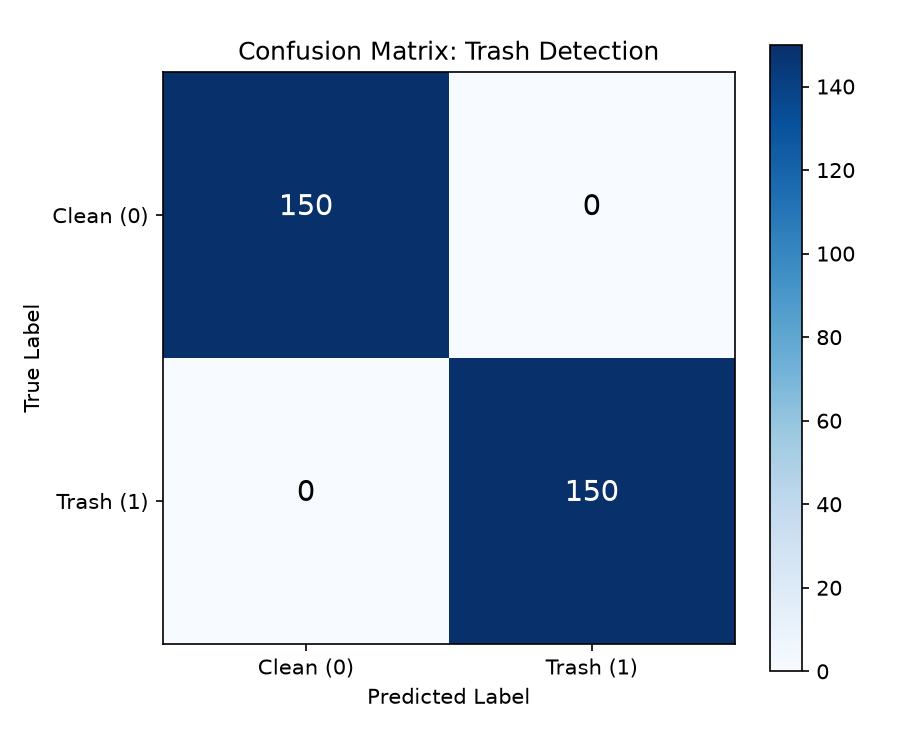 Confusion Matrix: Trash Detection
150 0
0 150
Clean (0)
Trash (1)
True Label
Clean (0) Trash (1)
Predicted Label
140
120
100
80
60
40
20
0